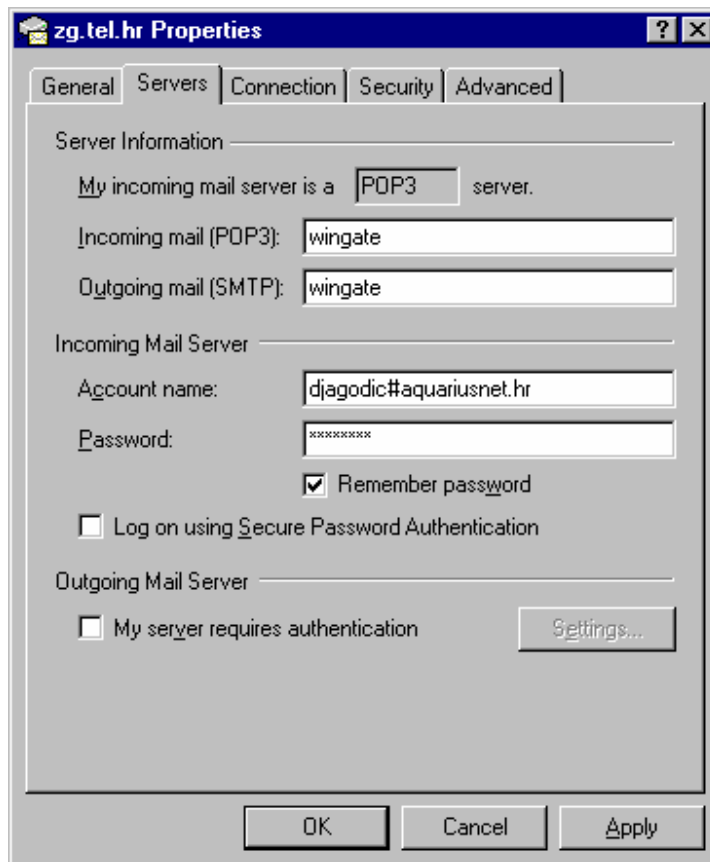 zg.tel.hr Properties
General Servers Connection Security Advanced
Server Information
My incoming mail server is a POP3 server.
Incoming mail (POP3): wingate
Outgoing mail (SMTP): wingate
Incoming Mail Server
Account name: djagodic#aquariusnet.hr
Password: ********
Remember password
Log on using Secure Password Authentication
Outgoing Mail Server
My server requires authentication Settings...
OK Cancel Apply